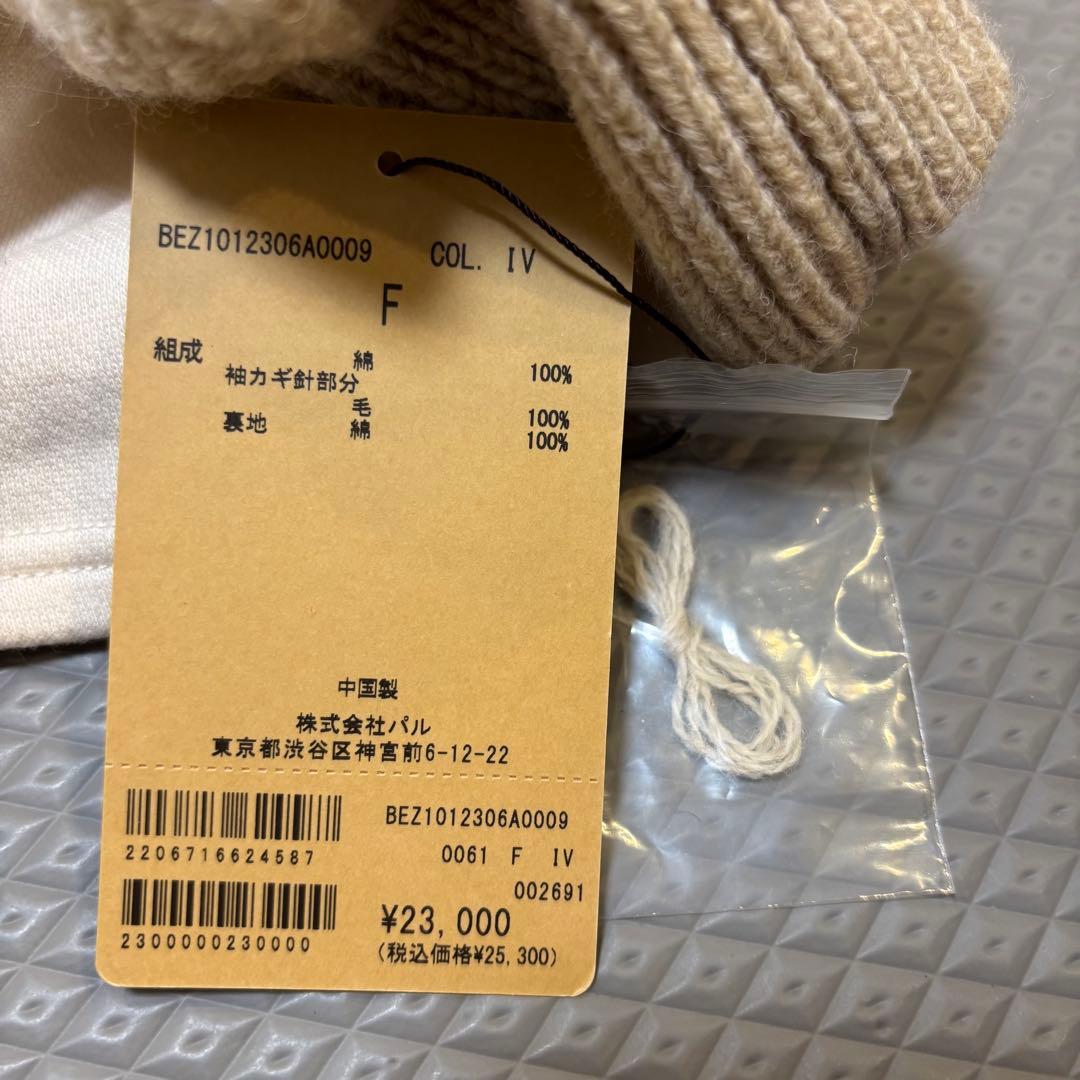 BEZ1012306A0009 COL. IV
F
組成 綿 100%
袖カギ針部分
毛 100%
裏地 綿 100%
中国製
株式会社パル
東京都渋谷区神宮前6-12-22
BEZ1012306A0009
2206716624587
0061 F IV
002691
¥23,000
2300000230000
(税込価格¥25,300)